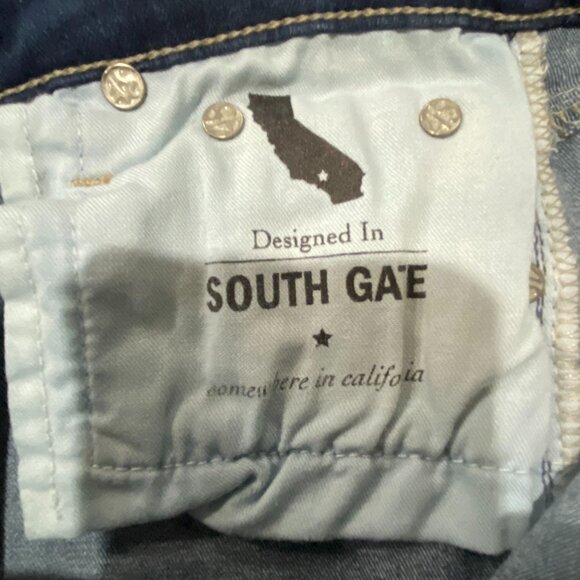 Designed In
SOUTH GATE
somewhere in califoia